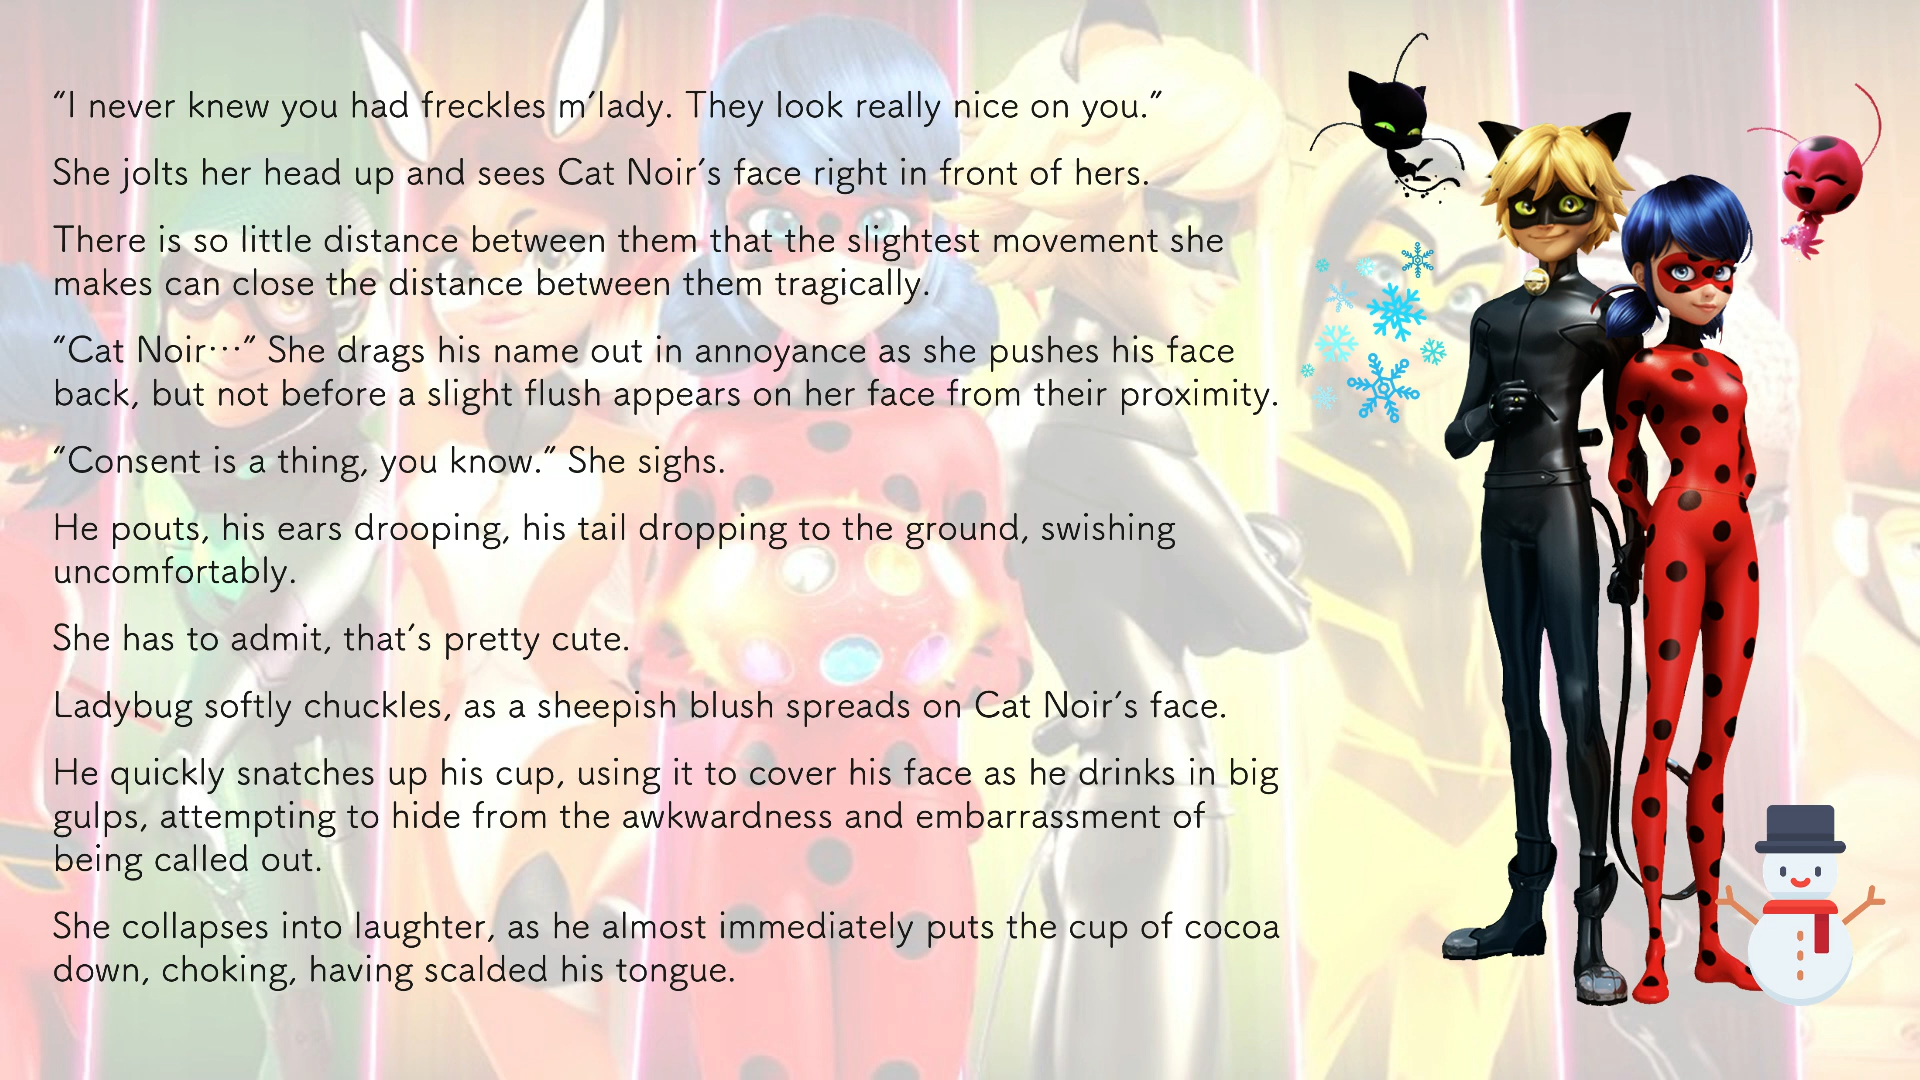 “I never knew you had freckles m’lady. They look really nice on you.”
She jolts her head up and sees Cat Noir’s face right in front of hers.
There is so little distance between them that the slightest movement she
makes can close the distance between them tragically.
“Cat Noir…” She drags his name out in annoyance as she pushes his face
back, but not before a slight flush appears on her face from their proximity.
“Consent is a thing, you know.” She sighs.
He pouts, his ears drooping, his tail dropping to the ground, swishing
uncomfortably.
She has to admit, that’s pretty cute.
Ladybug softly chuckles, as a sheepish blush spreads on Cat Noir’s face.
He quickly snatches up his cup, using it to cover his face as he drinks in big
gulps, attempting to hide from the awkwardness and embarrassment of
being called out.
She collapses into laughter, as he almost immediately puts the cup of cocoa
down, choking, having scalded his tongue.